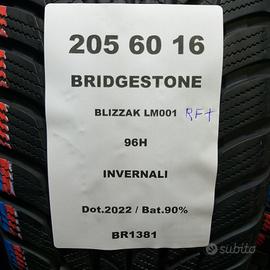 205 60 16
BRIDGESTONE
BLIZZAK LM001 RFT
96H
INVERNALI
Dot.2022 / Bat.90%
BR1381
subito